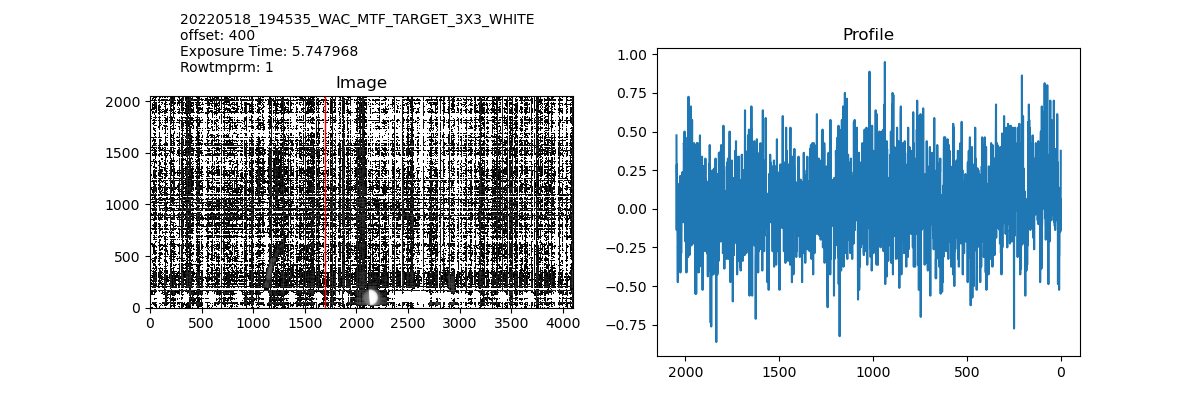 20220518_194535_WAC_MTF_TARGET_3X3_WHITE
offset: 400
Exposure Time: 5.747968
Rowtmprm: 1
Image
2000
1500
1000
500
0
0 500 1000 1500 2000 2500 3000 3500 4000
Profile
1.00
0.75
0.50
0.25
0.00
−0.25
−0.50
−0.75
2000 1500 1000 500 0